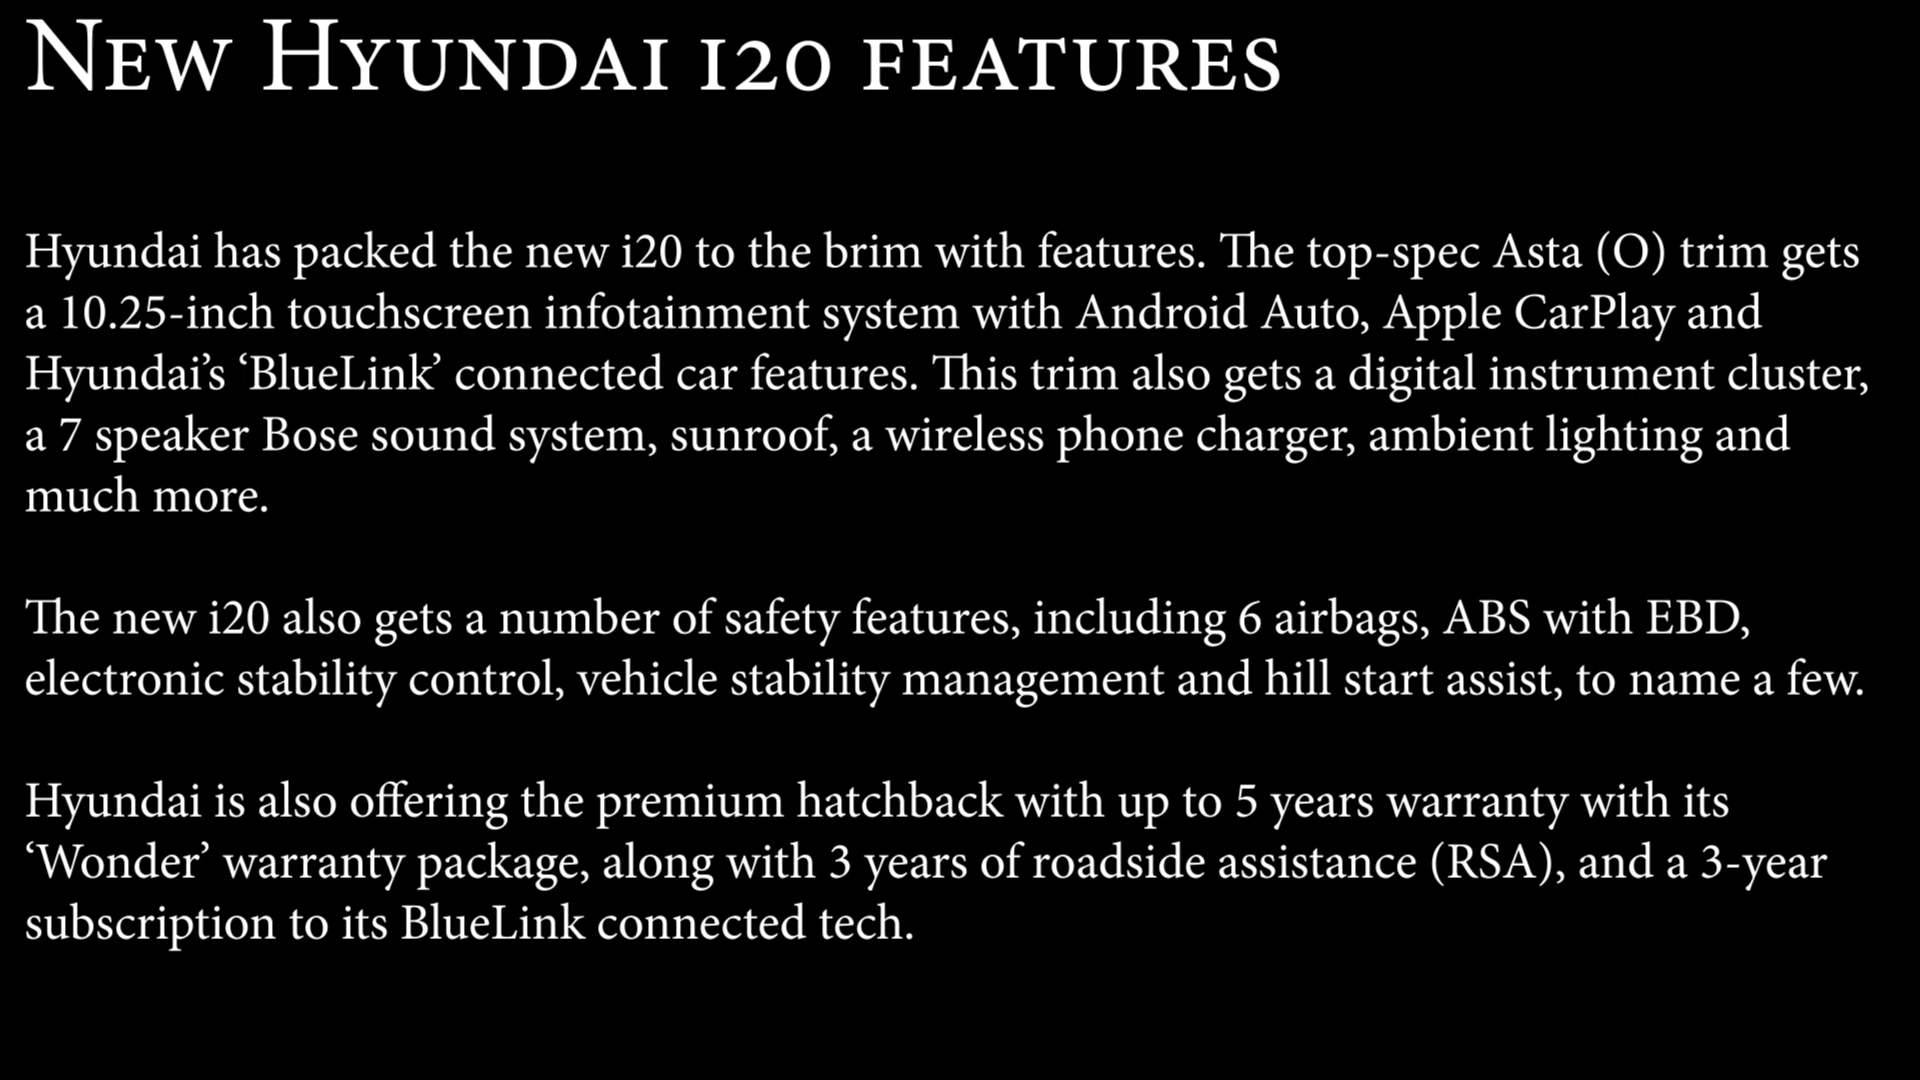 New Hyundai i20 features
Hyundai has packed the new i20 to the brim with features. The top-spec Asta (O) trim gets
a 10.25-inch touchscreen infotainment system with Android Auto, Apple CarPlay and
Hyundai’s ‘BlueLink’ connected car features. This trim also gets a digital instrument cluster,
a 7 speaker Bose sound system, sunroof, a wireless phone charger, ambient lighting and
much more.
The new i20 also gets a number of safety features, including 6 airbags, ABS with EBD,
electronic stability control, vehicle stability management and hill start assist, to name a few.
Hyundai is also offering the premium hatchback with up to 5 years warranty with its
‘Wonder’ warranty package, along with 3 years of roadside assistance (RSA), and a 3-year
subscription to its BlueLink connected tech.